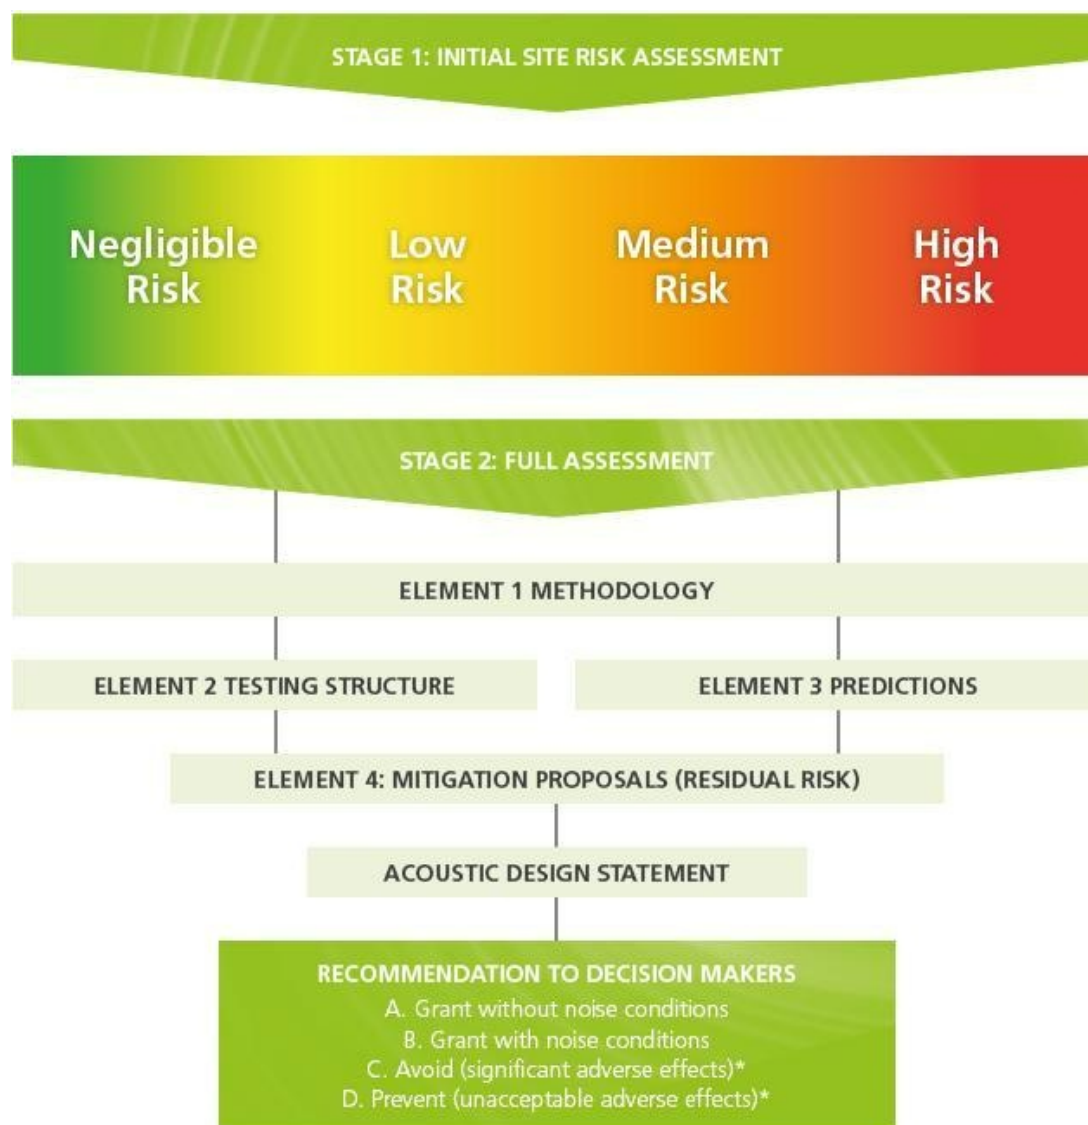 STAGE 1: INITIAL SITE RISK ASSESSMENT
Negligible
Risk
Low
Risk
Medium
Risk
High
Risk
STAGE 2: FULL ASSESSMENT
ELEMENT 1 METHODOLOGY
ELEMENT 2 TESTING STRUCTURE
ELEMENT 3 PREDICTIONS
ELEMENT 4: MITIGATION PROPOSALS (RESIDUAL RISK)
ACOUSTIC DESIGN STATEMENT
RECOMMENDATION TO DECISION MAKERS
A. Grant without noise conditions
B. Grant with noise conditions
C. Avoid (significant adverse effects)*
D. Prevent (unacceptable adverse effects)*